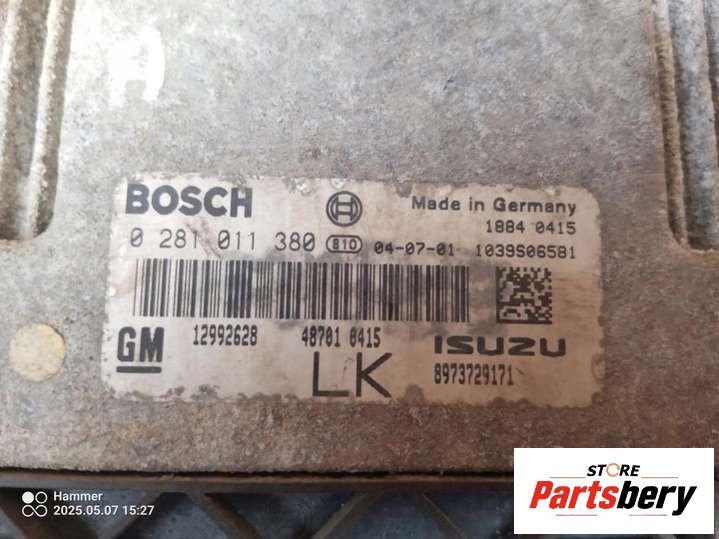 H
BOSCH
Made in Germany
1884 0415
0 281 011 380 B10 04-07-01 1039S06581
GM
12992628 48701 0415
ISUZU
LK
8973729171
Hammer
2025.05.07 15:27
STORE
Partsbery